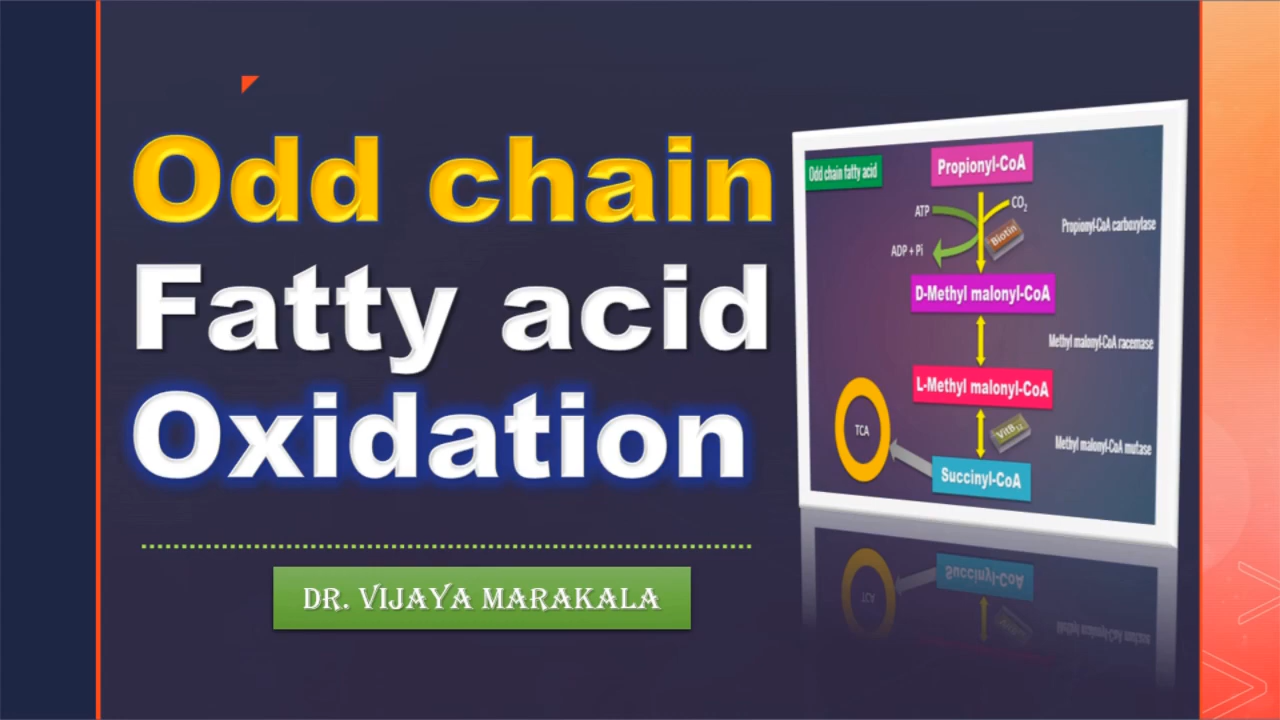 Odd chain
Fatty acid
Oxidation
DR. VIJAYA MARAKALA
Odd chain fatty acid
Propionyl-CoA
ATP
CO₂
Biotin
Propionyl-CoA carboxylase
ADP + Pi
D-Methyl malonyl-CoA
Methyl malonyl-CoA racemase
L-Methyl malonyl-CoA
TCA
VitB₁₂
Methyl malonyl-CoA mutase
Succinyl-CoA